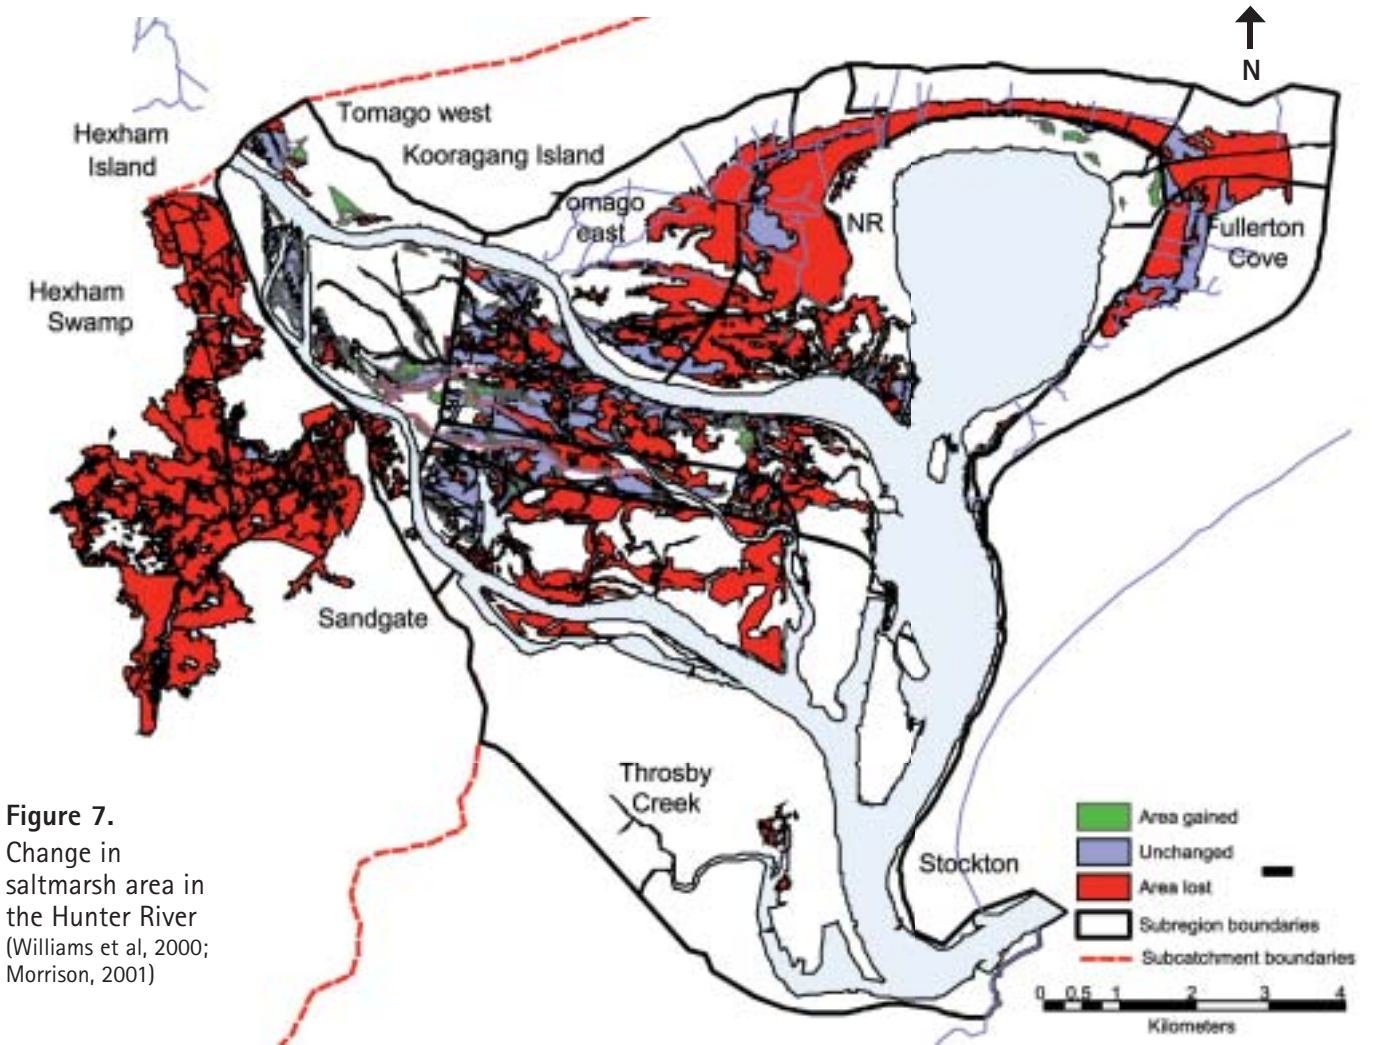 N
Tomago west
Hexham
Island
Kooragang Island
Tomago
east
NR
Fullerton
Cove
Hexham
Swamp
Sandgate
Throsby
Creek
Stockton
Figure 7.
Change in
saltmarsh area in
the Hunter River
(Williams et al, 2000;
Morrison, 2001)
Area gained
Unchanged
Area lost
Subregion boundaries
Subcatchment boundaries
0 0.5 1 2 3 4
Kilometers